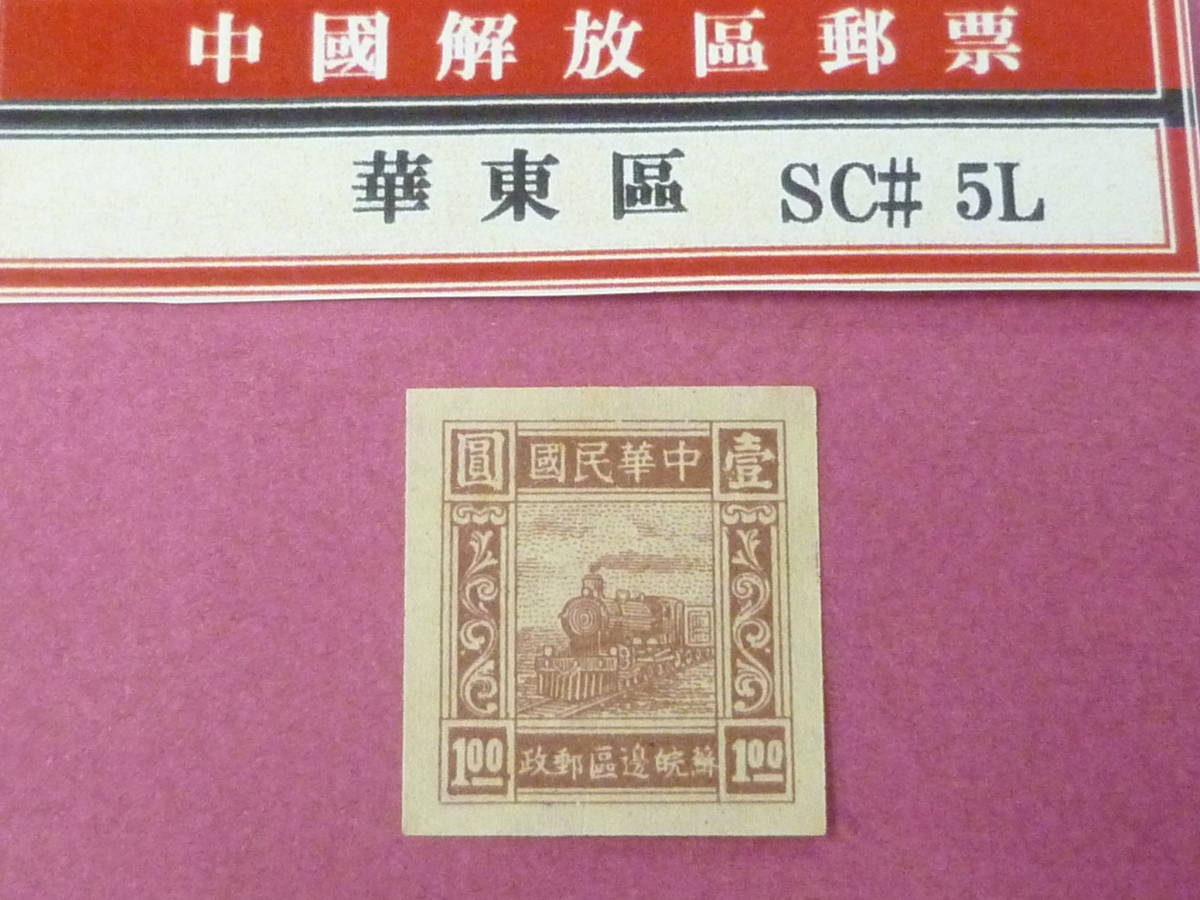 中國解放區郵票
華東區 SC# 5L
壹圓
中華民國
蘇皖邊區郵政
1.00 1.00